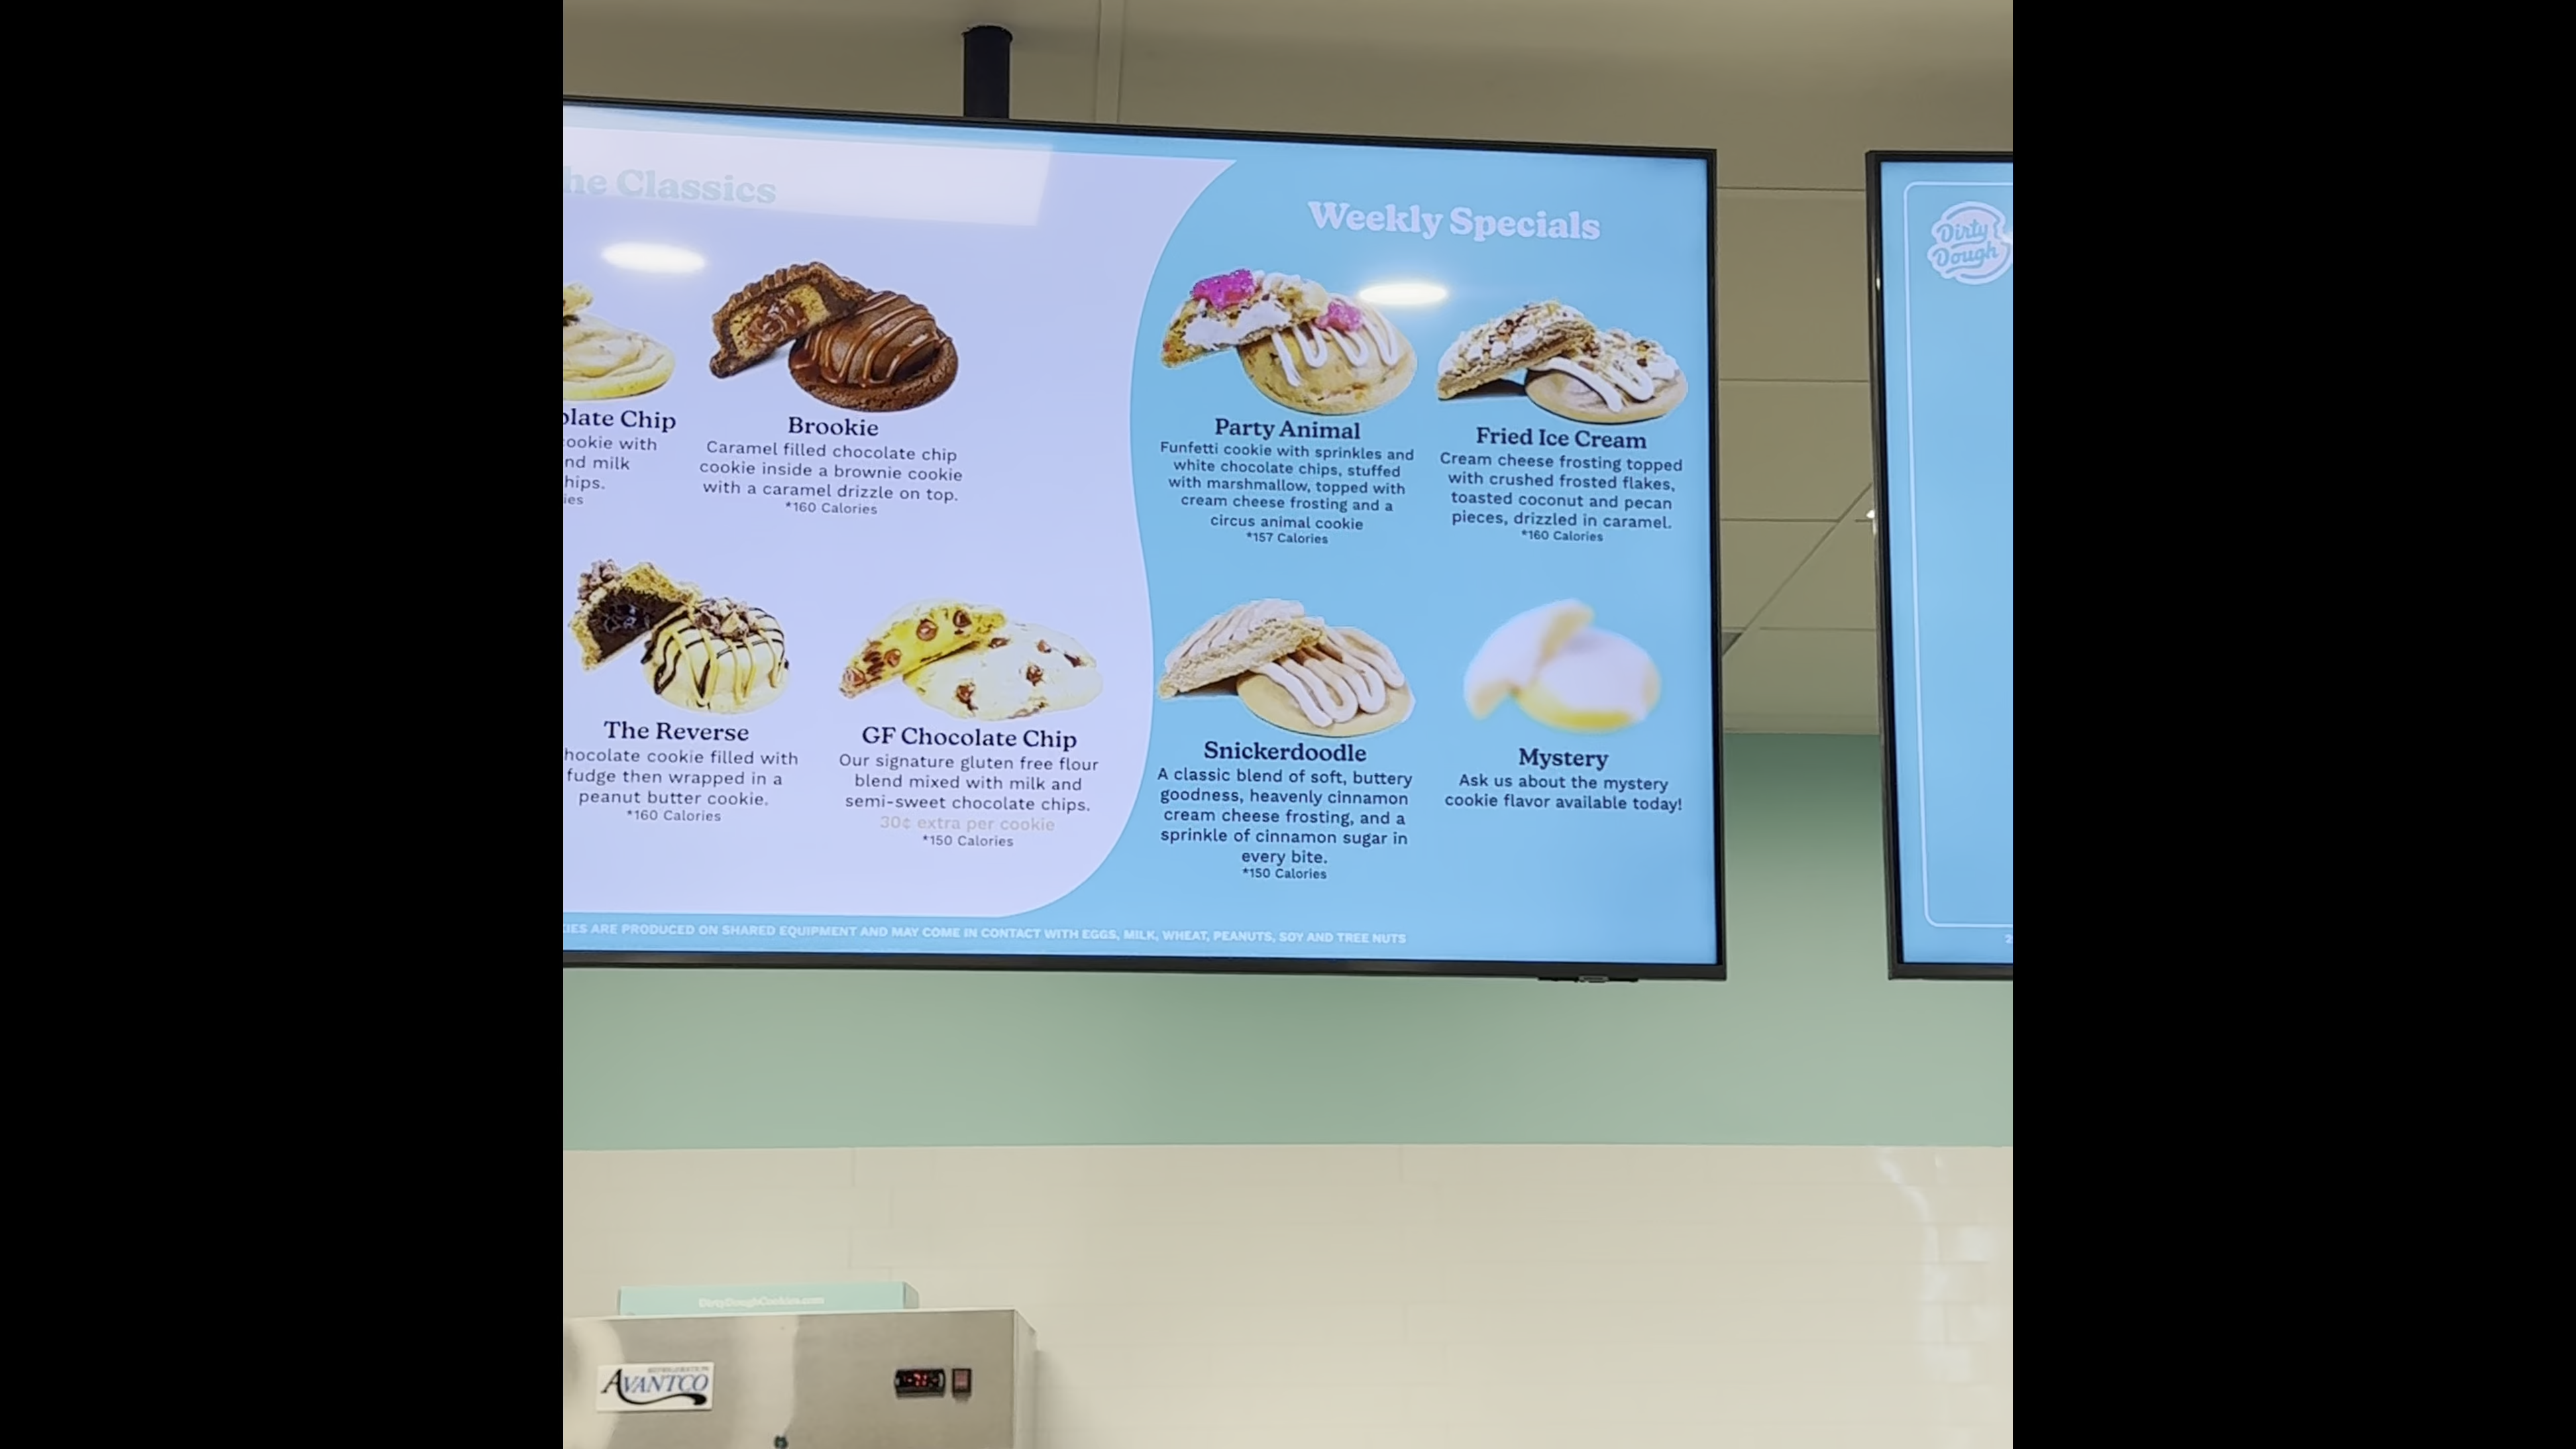 he Classics
olate Chip
cookie with
nd milk
hips.
ies
Brookie
Caramel filled chocolate chip
cookie inside a brownie cookie
with a caramel drizzle on top.
*160 Calories
The Reverse
hocolate cookie filled with
fudge then wrapped in a
peanut butter cookie.
*160 Calories
GF Chocolate Chip
Our signature gluten free flour
blend mixed with milk and
semi-sweet chocolate chips.
30¢ extra per cookie
*150 Calories
Weekly Specials
Party Animal
Funfetti cookie with sprinkles and
white chocolate chips, stuffed
with marshmallow, topped with
cream cheese frosting and a
circus animal cookie
*157 Calories
Fried Ice Cream
Cream cheese frosting topped
with crushed frosted flakes,
toasted coconut and pecan
pieces, drizzled in caramel.
*160 Calories
Snickerdoodle
A classic blend of soft, buttery
goodness, heavenly cinnamon
cream cheese frosting, and a
sprinkle of cinnamon sugar in
every bite.
*150 Calories
Mystery
Ask us about the mystery
cookie flavor available today!
KIES ARE PRODUCED ON SHARED EQUIPMENT AND MAY COME IN CONTACT WITH EGGS, MILK, WHEAT, PEANUTS, SOY AND TREE NUTS
Dirty
Dough
2
DirtyDoughCookies.com
REFRIGERATION
AVANTCO